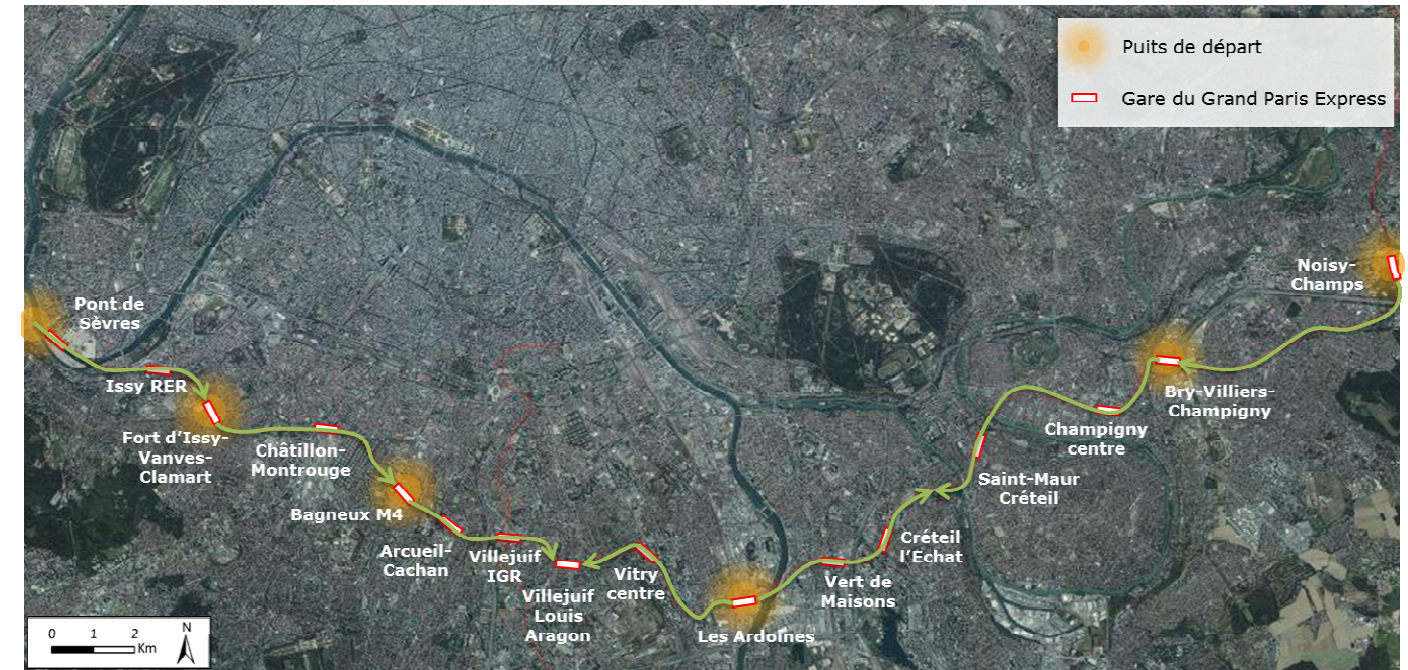 Puits de départ
Gare du Grand Paris Express
Noisy-
Champs
Pont de
Sèvres
Issy RER
Bry-Villiers-
Champigny
Fort d'Issy-
Vanves-
Clamart
Châtillon-
Montrouge
Champigny
centre
Saint-Maur
Créteil
Bagneux M4
Arcueil-
Cachan
Villejuif
IGR
Créteil
l'Echat
Villejuif
Louis
Aragon
Vitry
centre
Vert de
Maisons
Les Ardoines
0 1 2
Km
N